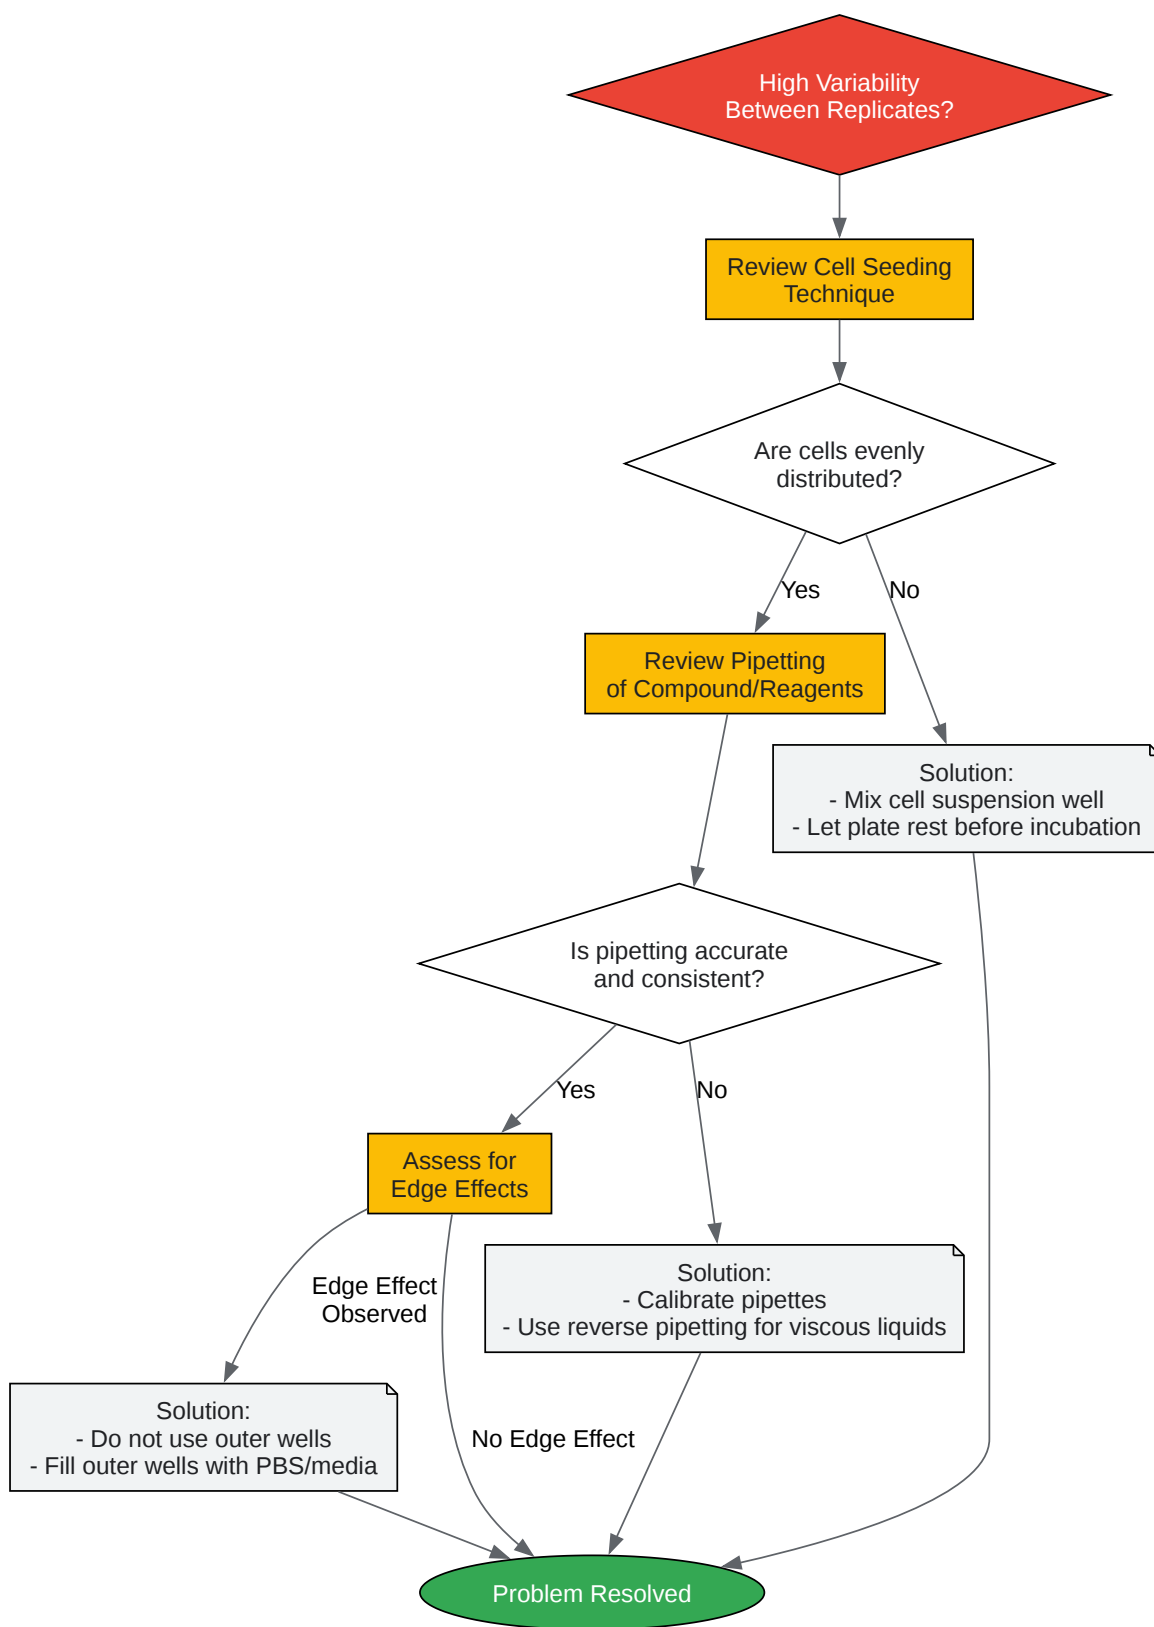 High Variability
Between Replicates?
Review Cell Seeding
Technique
Are cells evenly
distributed?
Yes
No
Review Pipetting
of Compound/Reagents
Solution:
- Mix cell suspension well
- Let plate rest before incubation
Is pipetting accurate
and consistent?
Yes
No
Assess for
Edge Effects
Edge Effect
Observed
Solution:
- Calibrate pipettes
- Use reverse pipetting for viscous liquids
Solution:
- Do not use outer wells
- Fill outer wells with PBS/media
No Edge Effect
Problem Resolved